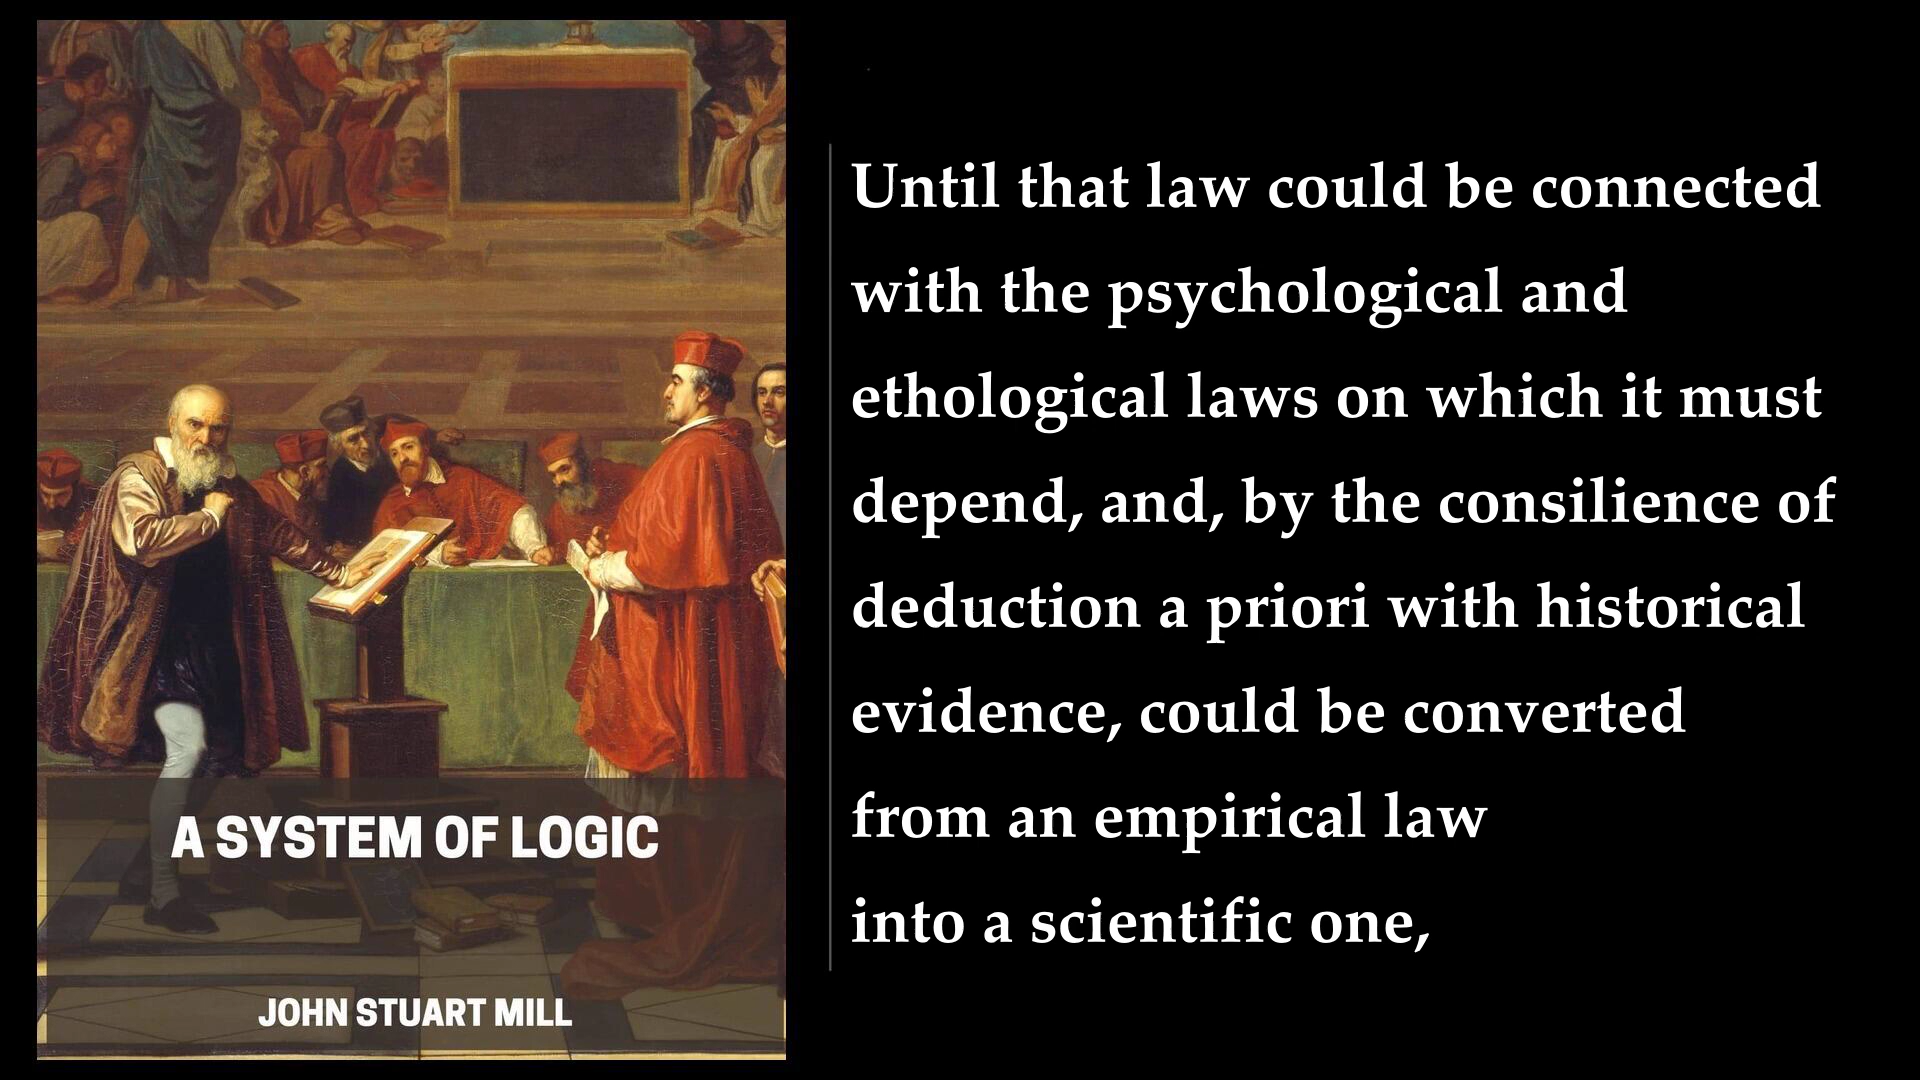 A SYSTEM OF LOGIC
JOHN STUART MILL
Until that law could be connected
with the psychological and
ethological laws on which it must
depend, and, by the consilience of
deduction a priori with historical
evidence, could be converted
from an empirical law
into a scientific one,